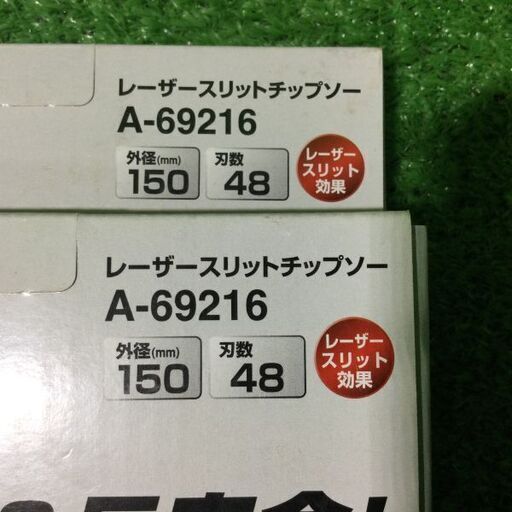 レーザースリットチップソー
A-69216
外径(mm)
150
刃数
48
レーザー
スリット
効果
レーザースリットチップソー
A-69216
外径(mm)
150
刃数
48
レーザー
スリット
効果